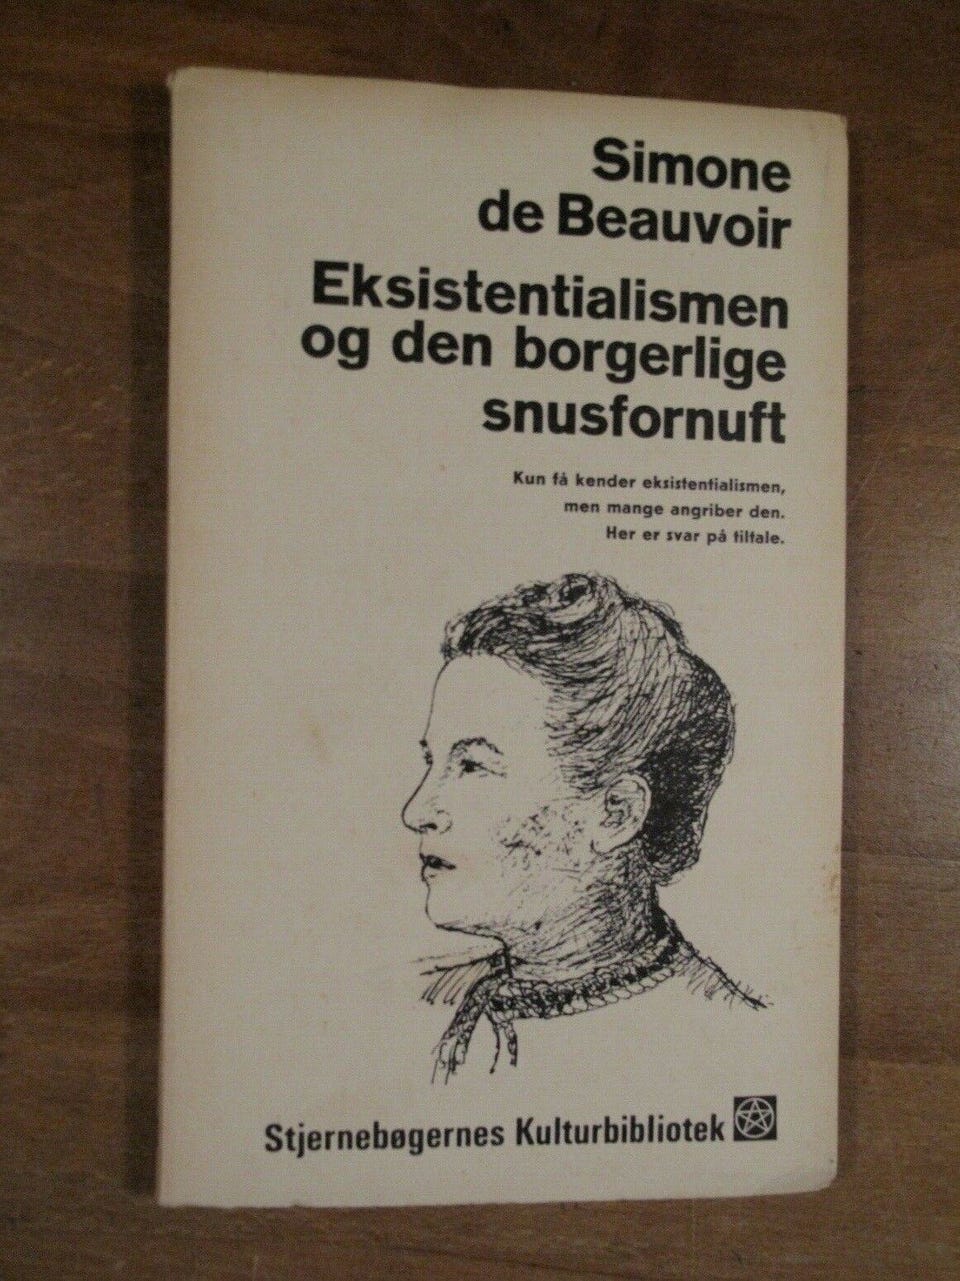 Simone
de Beauvoir
Eksistentialismen
og den borgerlige
snusfornuft
Kun få kender eksistentialismen,
men mange angriber den.
Her er svar på tiltale.
Stjernebøgernes Kulturbibliotek